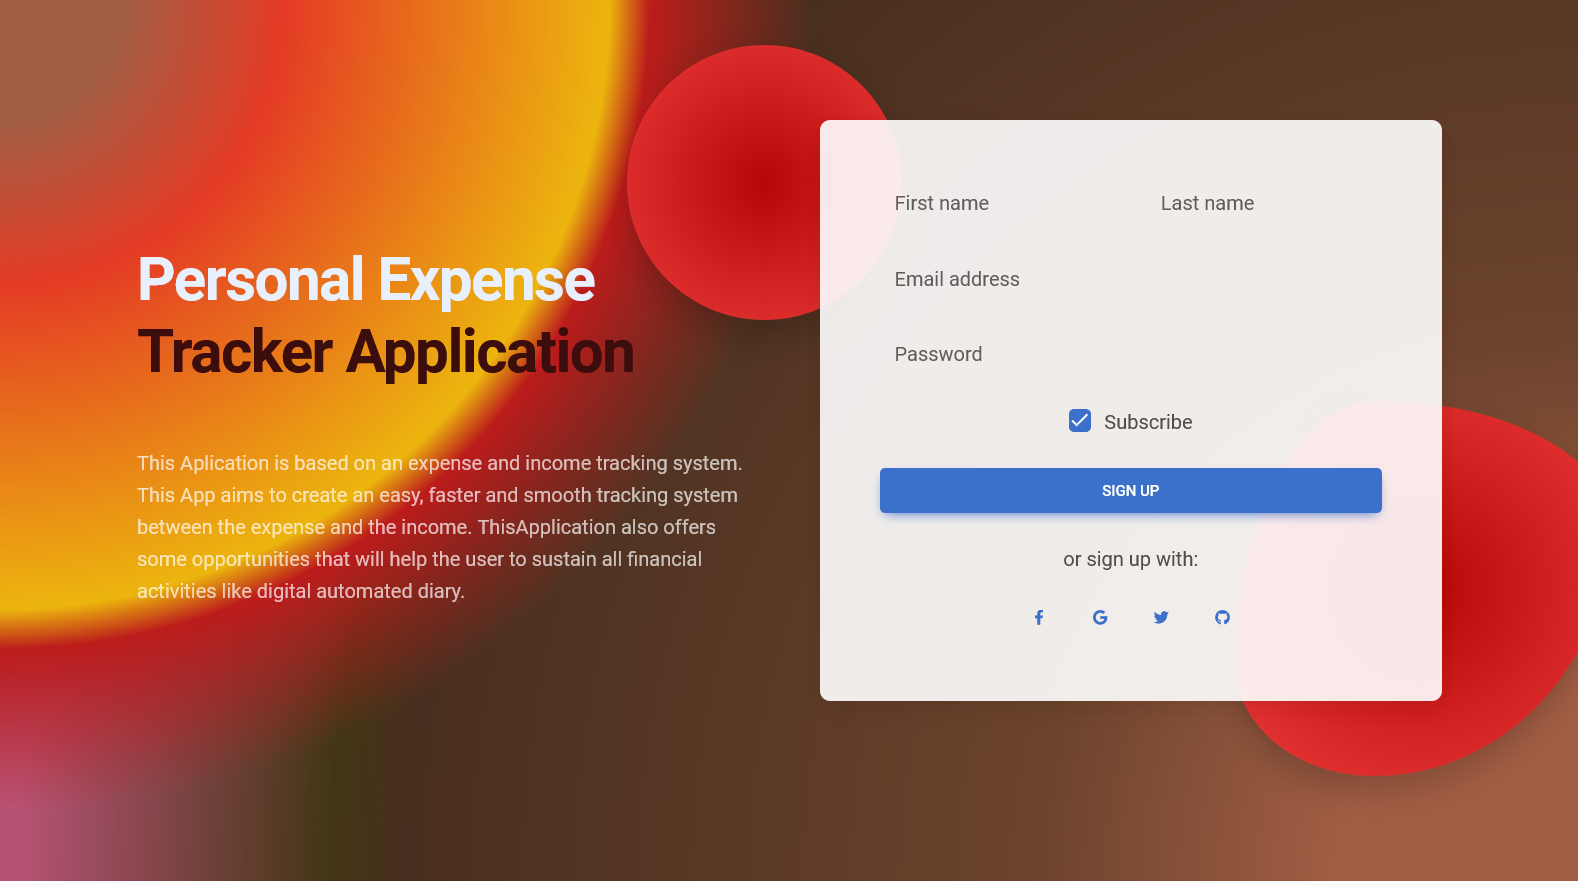 Personal Expense
Tracker Application
This Aplication is based on an expense and income tracking system.
This App aims to create an easy, faster and smooth tracking system
between the expense and the income. ThisApplication also offers
some opportunities that will help the user to sustain all financial
activities like digital automated diary.
First name Last name
Email address
Password
Subscribe
SIGN UP
or sign up with: